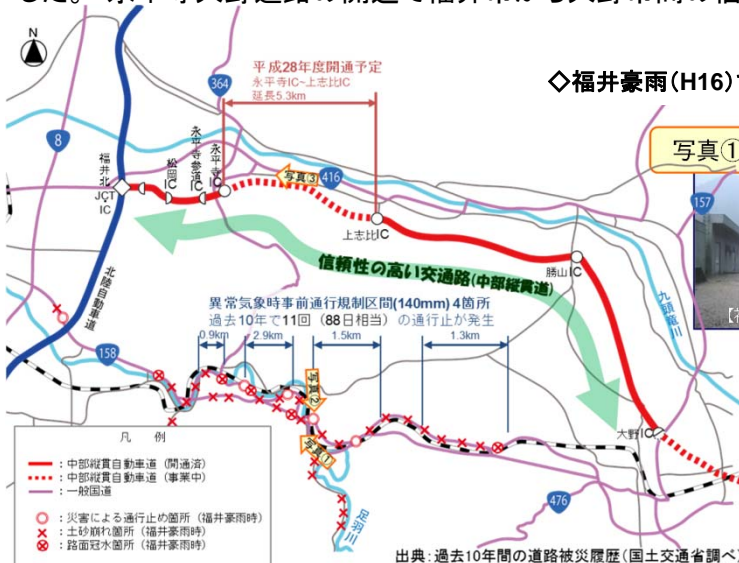 N
8
364
平成28年度開通予定
永平寺IC~上志比IC
延長5.3km
◇福井豪雨(H16)
写真①
福井北
JCT
IC
松岡
IC
永平寺参道
IC
永平寺
IC
写真③
416
上志比IC
157
勝山IC
九頭竜川
北陸自動車道
信頼性の高い交通路(中部縦貫道)
異常気象時事前通行規制区間(140mm) 4箇所
過去10年で11回（88日相当）の通行止が発生
0.9km
2.9km
1.5km
1.3km
158
写真②
写真①
大野IC
足羽川
476
凡 例
：中部縦貫自動車道（開通済）
：中部縦貫自動車道（事業中）
：一般国道
：災害による通行止め箇所（福井豪雨時）
：土砂崩れ箇所（福井豪雨時）
：路面冠水箇所（福井豪雨時）
出典：過去10年間の道路被災履歴(国土交通省調べ)